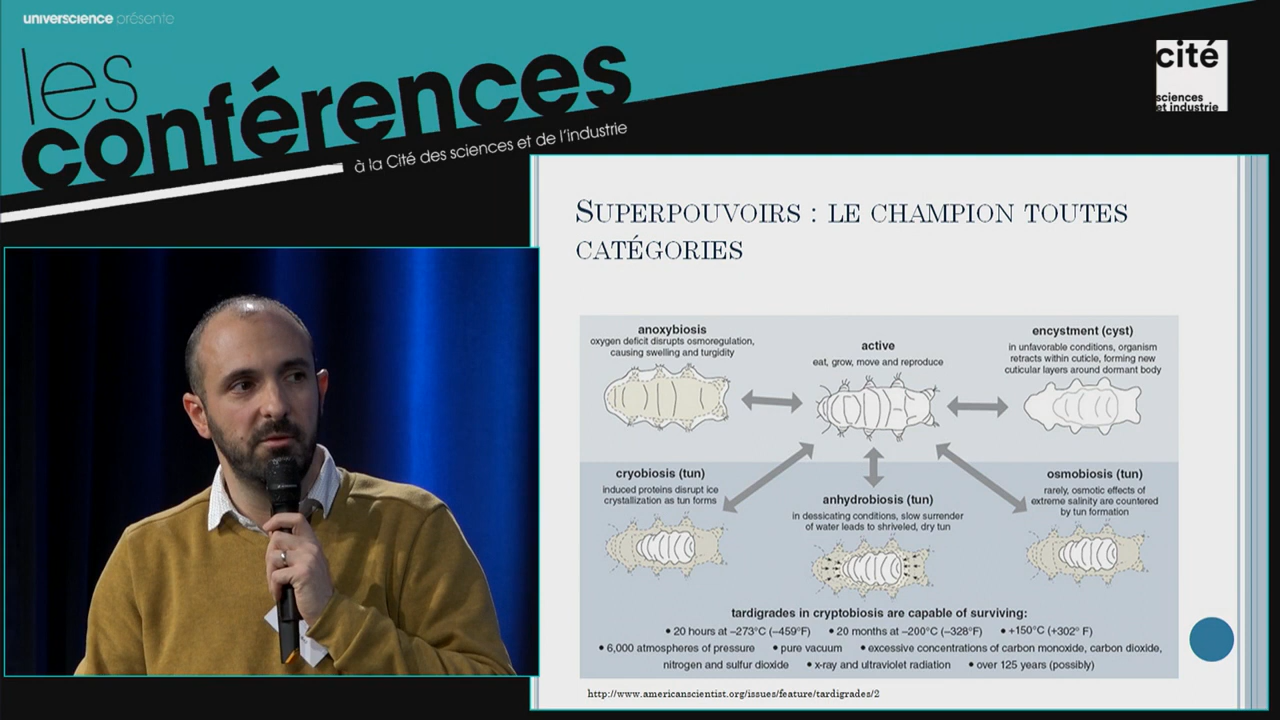 universcience présente
les
conférences
à la Cité des sciences et de l'industrie
cité
sciences
et industrie
SUPERPOUVOIRS : LE CHAMPION TOUTES
CATÉGORIES
anoxybiosis
oxygen deficit disrupts osmoregulation,
causing swelling and turgidity
active
eat, grow, move and reproduce
encystment (cyst)
in unfavorable conditions, organism
retracts within cuticle, forming new
cuticular layers around dormant body
cryobiosis (tun)
induced proteins disrupt ice
crystallization as tun forms
anhydrobiosis (tun)
in dessicating conditions, slow surrender
of water leads to shriveled, dry tun
osmobiosis (tun)
rarely, osmotic effects of
extreme salinity are countered
by tun formation
tardigrades in cryptobiosis are capable of surviving:
• 20 hours at –273°C (–459°F) • 20 months at –200°C (–328°F) • +150°C (+302° F)
• 6,000 atmospheres of pressure • pure vacuum • excessive concentrations of carbon monoxide, carbon dioxide,
nitrogen and sulfur dioxide • x-ray and ultraviolet radiation • over 125 years (possibly)
http://www.americanscientist.org/issues/feature/tardigrades/2